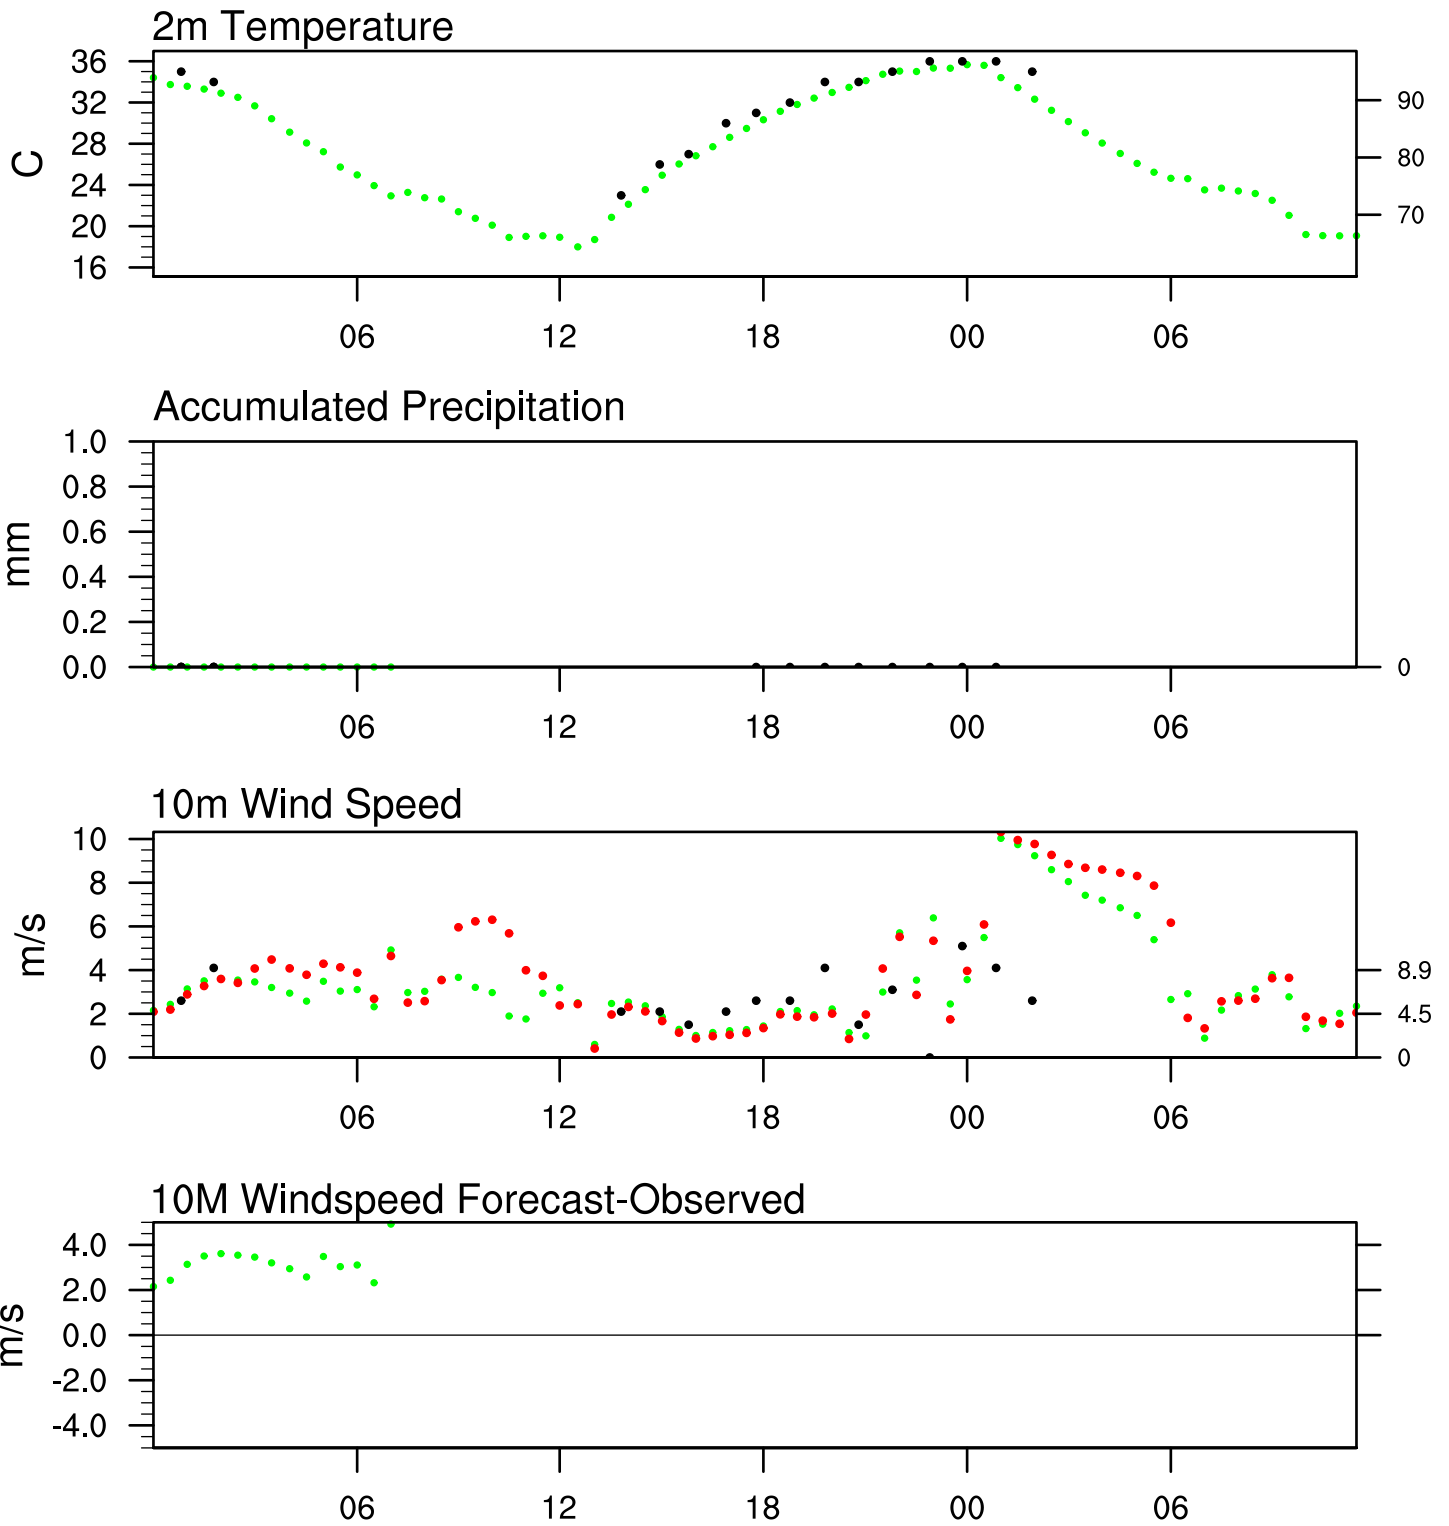 2m Temperature
36
32
28
24
20
16
C
90
80
70
06 12 18 00 06
Accumulated Precipitation
1.0
0.8
0.6
0.4
0.2
0.0
mm
0
06 12 18 00 06
10m Wind Speed
10
8
6
4
2
0
m/s
8.9
4.5
0
06 12 18 00 06
10M Windspeed Forecast-Observed
4.0
2.0
0.0
-2.0
-4.0
m/s
06 12 18 00 06